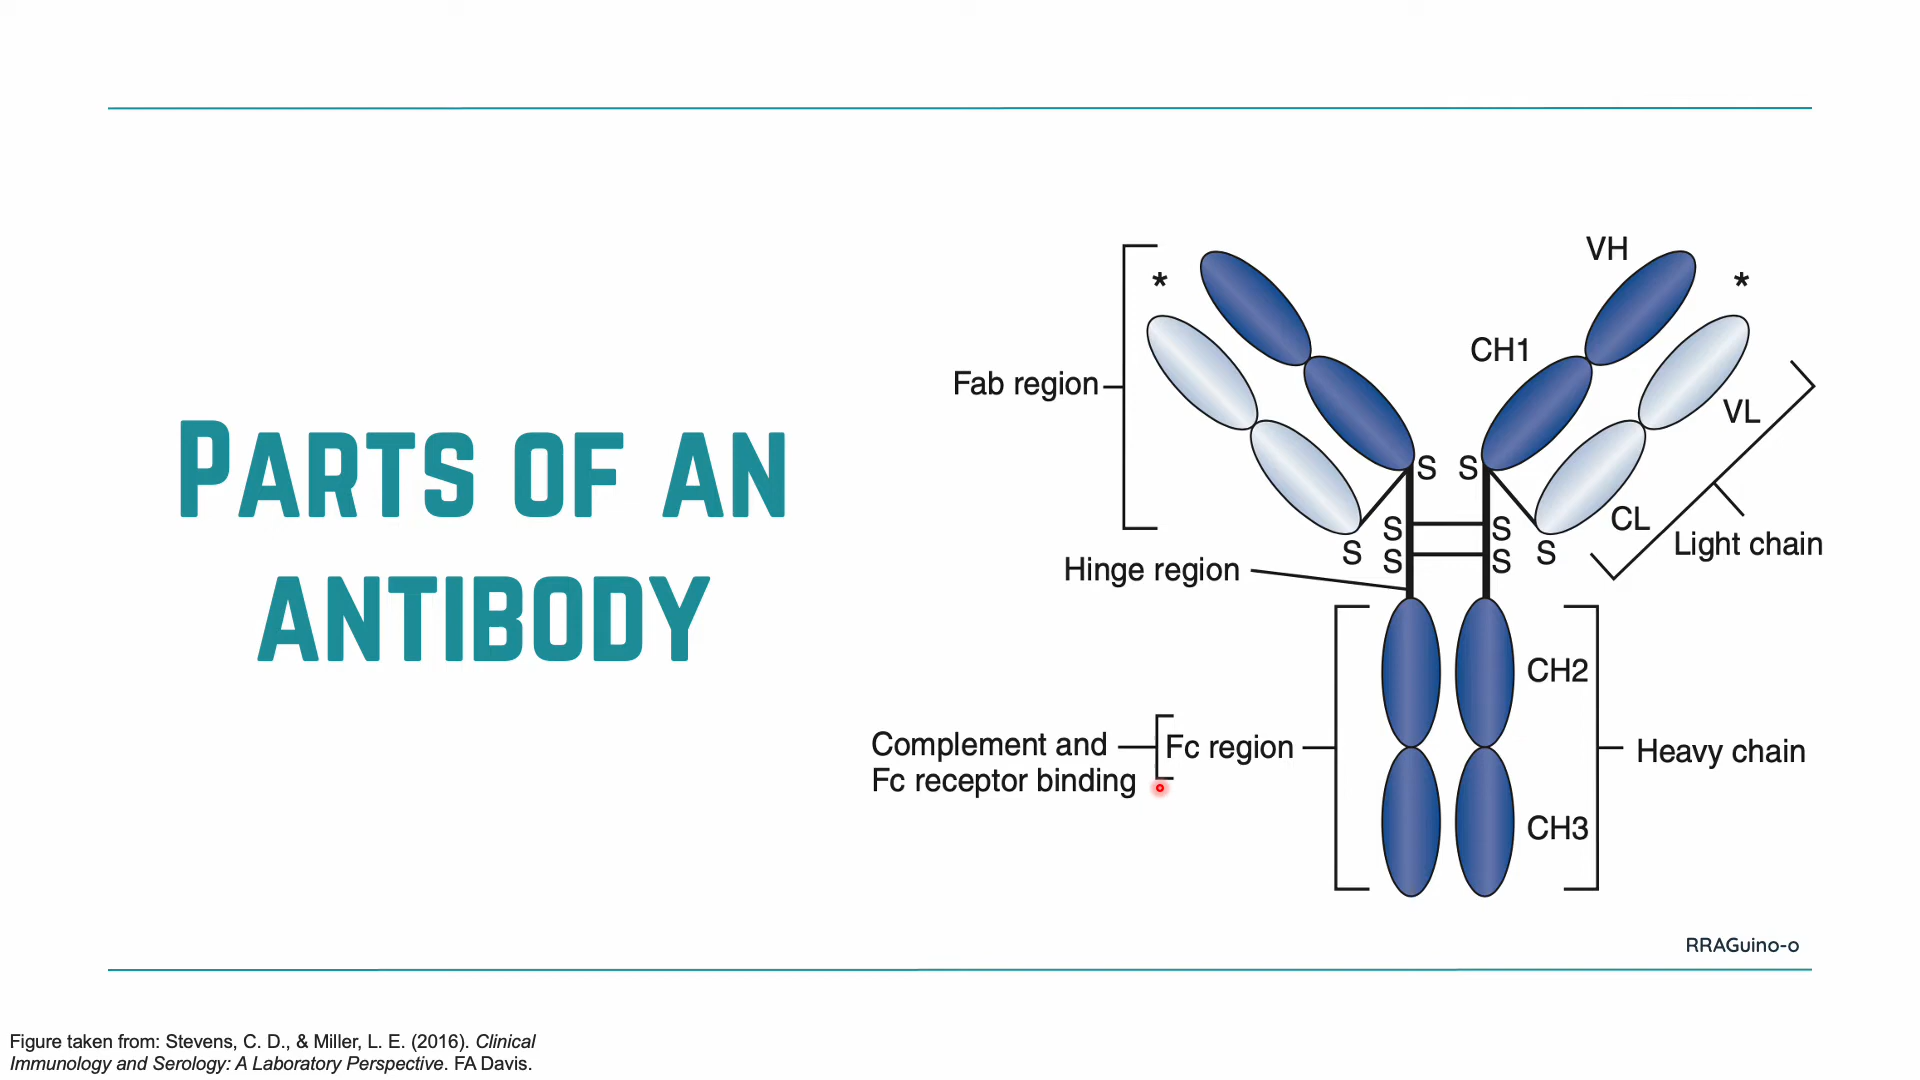 PARTS OF AN
ANTIBODY
VH
*
*
CH1
Fab region
VL
S S
CL
S S
Light chain
S S
S S
Hinge region
CH2
Complement and
Fc receptor binding
Fc region
Heavy chain
CH3
RRAGuino-o
Figure taken from: Stevens, C. D., & Miller, L. E. (2016). Clinical
Immunology and Serology: A Laboratory Perspective. FA Davis.